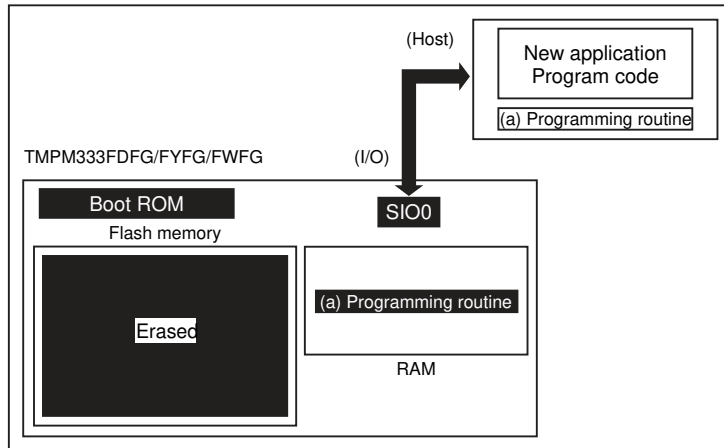 (Host)
New application
Program code
(a) Programming routine
TMPM333FDFG/FYFG/FWFG
(I/O)
Boot ROM
SIO0
Flash memory
(a) Programming routine
Erased
RAM